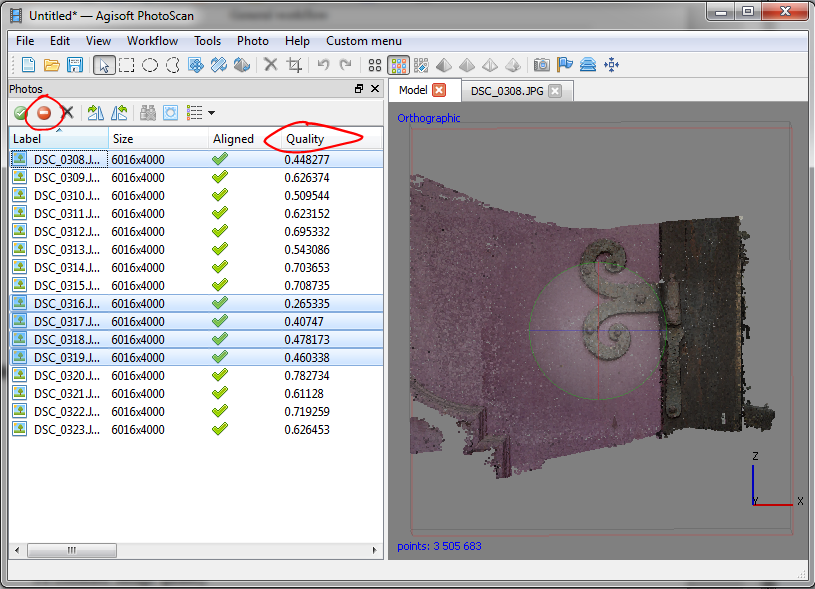 Untitled* — Agisoft PhotoScan
File Edit View Workflow Tools Photo Help Custom menu
Photos
Model DSC_0308.JPG
Label Size Aligned Quality
Orthographic
DSC_0308.J... 6016x4000 0.448277
DSC_0309.J... 6016x4000 0.626374
DSC_0310.J... 6016x4000 0.509544
DSC_0311.J... 6016x4000 0.623152
DSC_0312.J... 6016x4000 0.695332
DSC_0313.J... 6016x4000 0.543086
DSC_0314.J... 6016x4000 0.703653
DSC_0315.J... 6016x4000 0.708735
DSC_0316.J... 6016x4000 0.265335
DSC_0317.J... 6016x4000 0.40747
DSC_0318.J... 6016x4000 0.478173
DSC_0319.J... 6016x4000 0.460338
DSC_0320.J... 6016x4000 0.782734
DSC_0321.J... 6016x4000 0.61128
DSC_0322.J... 6016x4000 0.719259
DSC_0323.J... 6016x4000 0.626453
Z
Y X
points: 3 505 683